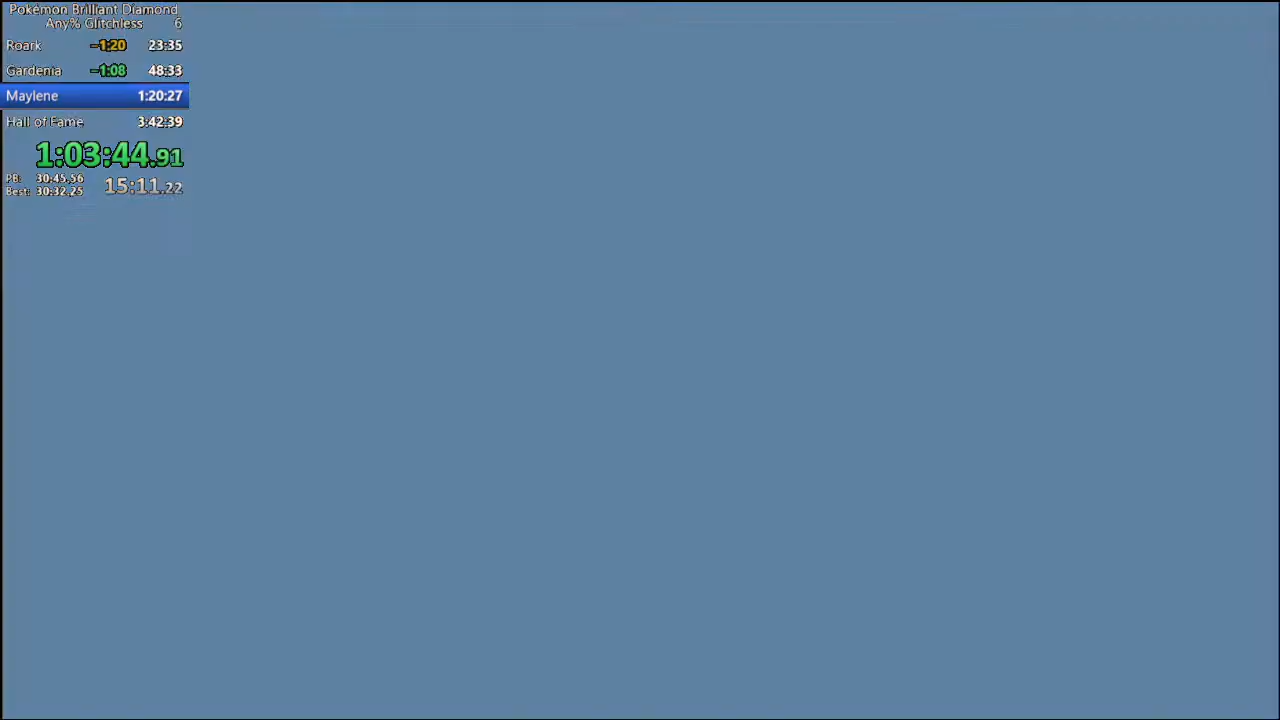 Pokémon Brilliant Diamond
Any% Glitchless 6
Roark -1:20 23:35
Gardenia -1:08 48:33
Maylene 1:20:27
Hall of Fame 3:42:39
1:03:44.91
PB: 30:45.56
Best: 30:32.25
15:11.22